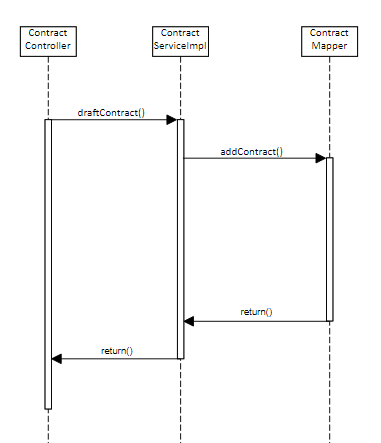 Contract
Controller
Contract
ServiceImpl
Contract
Mapper
draftContract()
addContract()
return()
return()